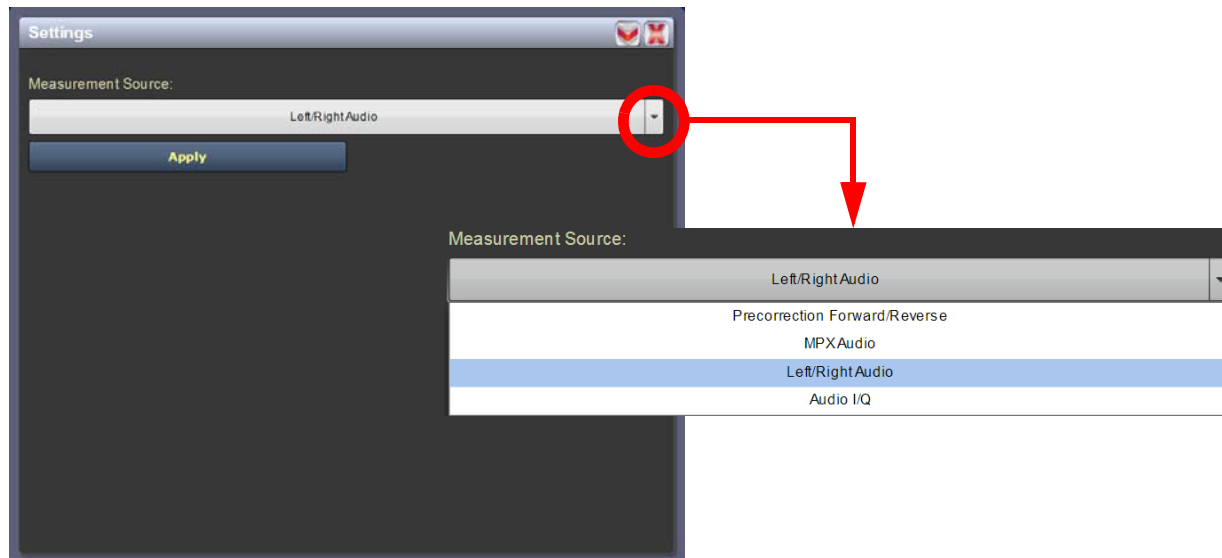 Settings
Measurement Source:
Left/Right Audio
Apply
Measurement Source:
Left/Right Audio
Precorrection Forward/Reverse
MPX Audio
Left/Right Audio
Audio I/Q